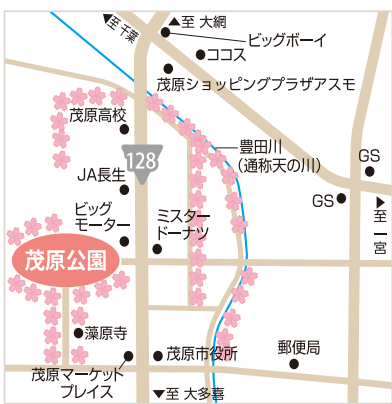 ◀至 千葉
▲至 大網
ビッグボーイ
ココス
茂原ショッピングプラザアスモ
茂原高校
豊田川
(通称天の川)
128
GS
JA長生
GS
▶至 一宮
ビッグ
モーター
ミスター
ドーナツ
茂原公園
藻原寺
茂原市役所
郵便局
茂原マーケット
プレイス
▼至 大多喜